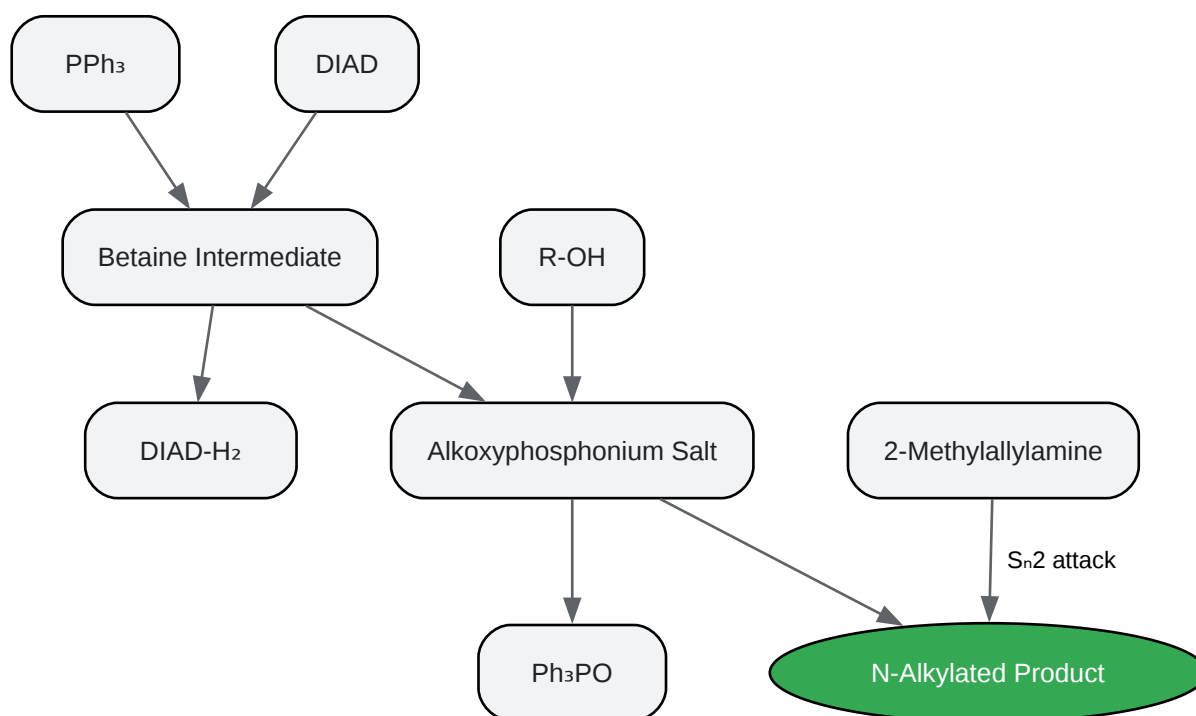 PPh₃
DIAD
Betaine Intermediate
R-OH
DIAD-H₂
Alkoxyphosphonium Salt
2-Methylallylamine
Sₙ2 attack
Ph₃PO
N-Alkylated Product